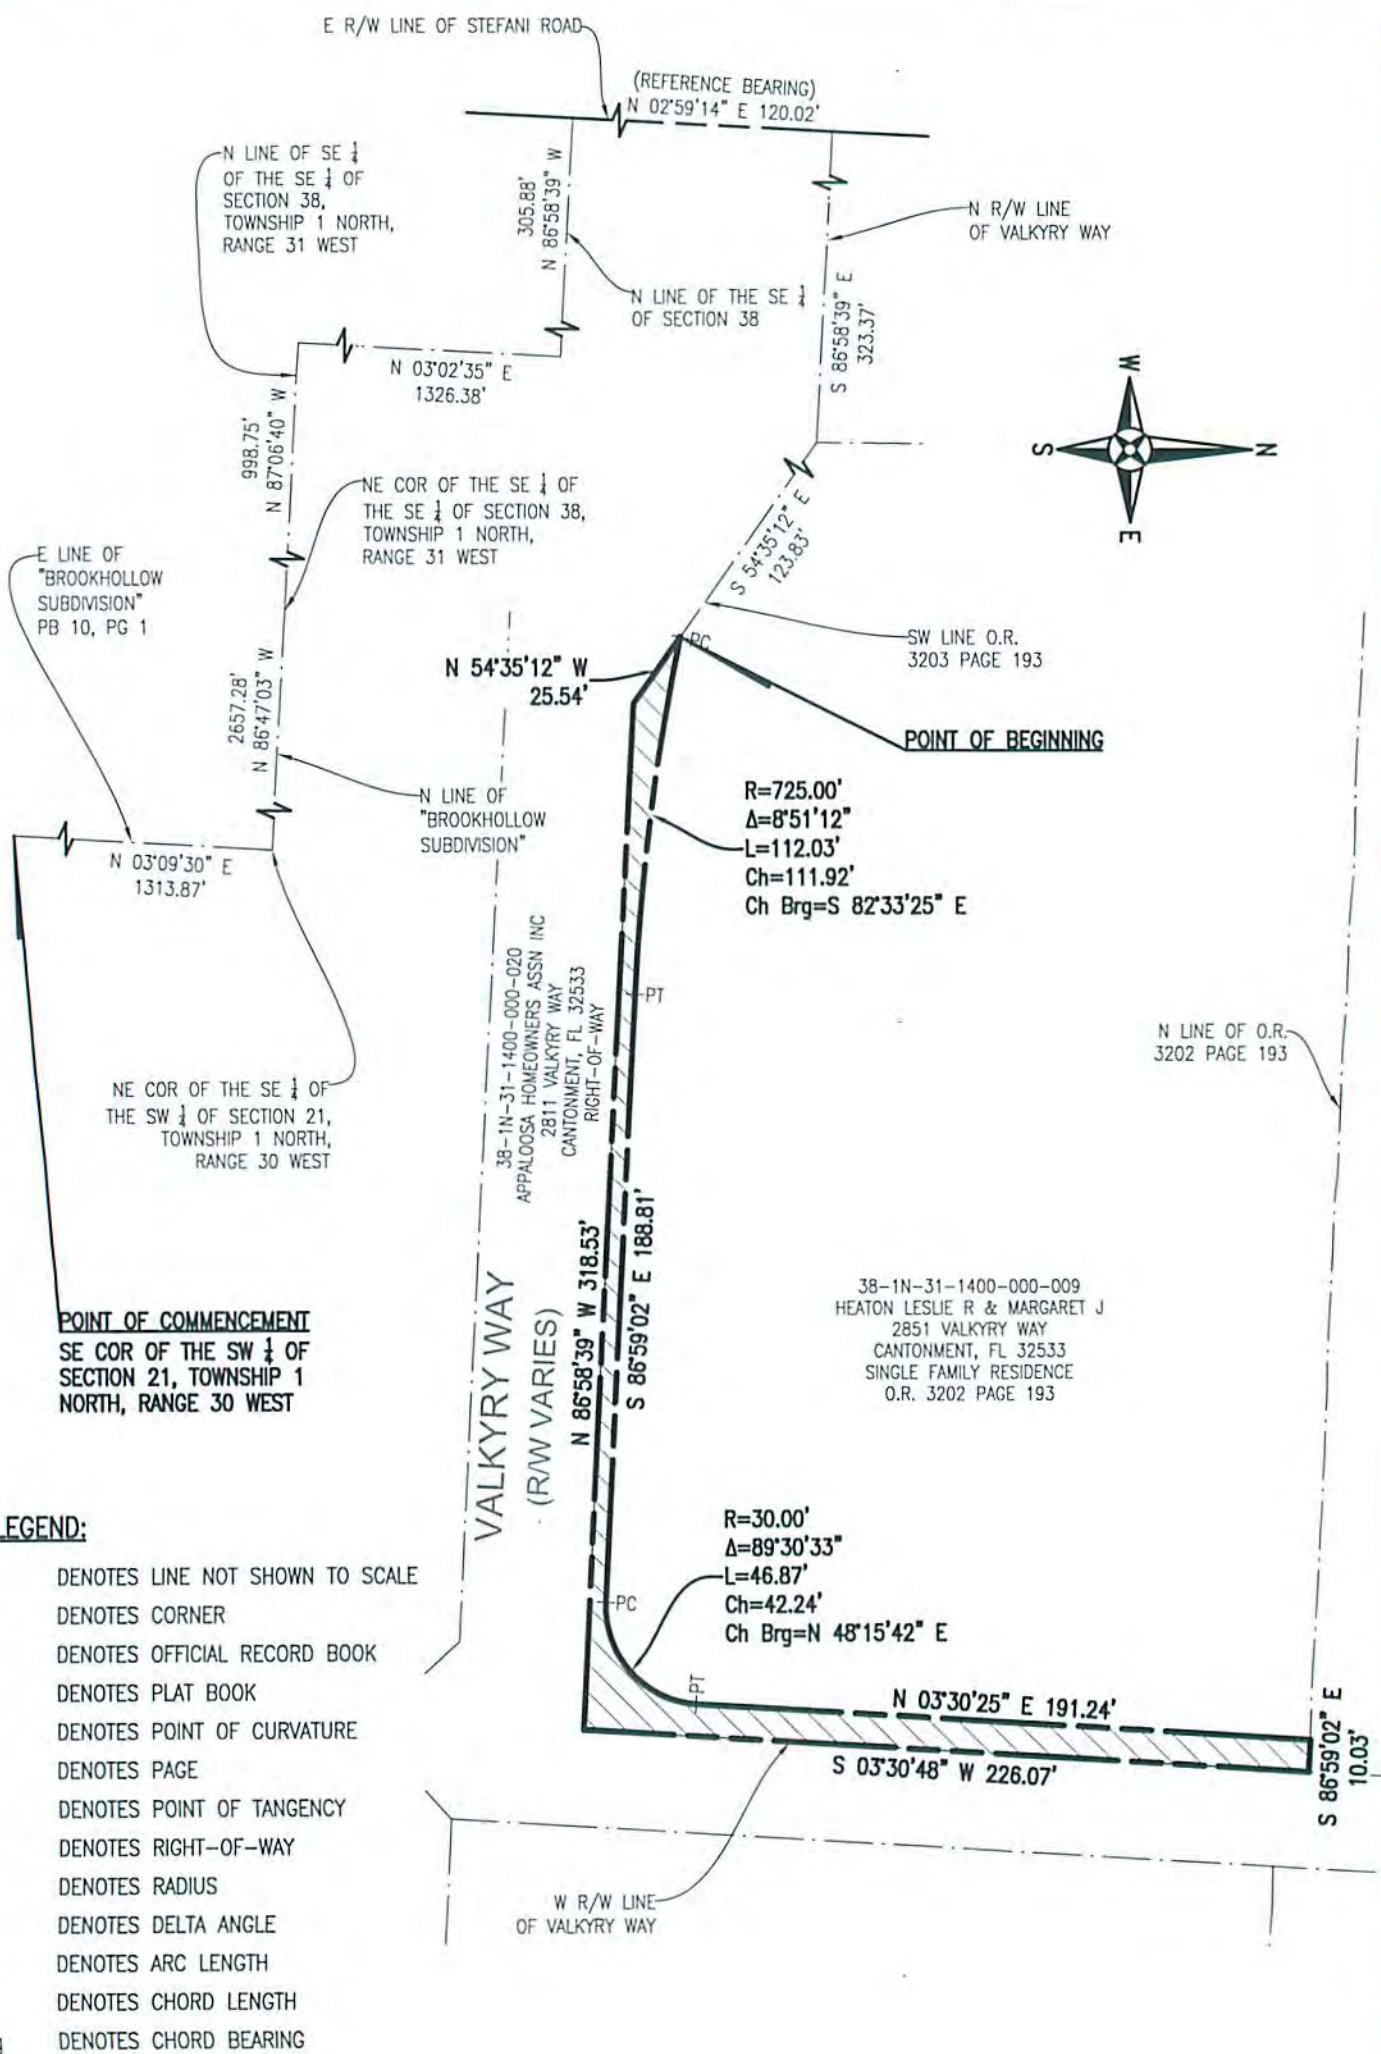 E R/W LINE OF STEFANI ROAD
(REFERENCE BEARING)
N 02°59'14" E 120.02'
N LINE OF SE 1/4
OF THE SE 1/4 OF
SECTION 38,
TOWNSHIP 1 NORTH,
RANGE 31 WEST
305.88'
N 86°58'39" W
N R/W LINE
OF VALKYRY WAY
N LINE OF THE SE 1/4
OF SECTION 38
S 86°58'39" E
323.37'
N 03°02'35" E
1326.38'
W
S
N
E
998.75'
N 87°06'40" W
NE COR OF THE SE 1/4 OF
THE SE 1/4 OF SECTION 38,
TOWNSHIP 1 NORTH,
RANGE 31 WEST
S 54°35'12" E
123.83'
E LINE OF
"BROOKHOLLOW
SUBDIVISION"
PB 10, PG 1
PC
SW LINE O.R.
3203 PAGE 193
N 54°35'12" W
25.54'
2657.28'
N 86°47'03" W
POINT OF BEGINNING
N LINE OF
"BROOKHOLLOW
SUBDIVISION"
R=725.00'
Δ=8°51'12"
L=112.03'
Ch=111.92'
Ch Brg=S 82°33'25" E
N 03°09'30" E
1313.87'
38-1N-31-1400-000-020
APPALOOSA HOMEOWNERS ASSN INC
2811 VALKYRY WAY
CANTONMENT, FL 32533
RIGHT-OF-WAY
PT
N LINE OF O.R.
3202 PAGE 193
NE COR OF THE SE 1/4 OF
THE SW 1/4 OF SECTION 21,
TOWNSHIP 1 NORTH,
RANGE 30 WEST
N 86°58'39" W 318.53'
S 86°59'02" E 188.81'
38-1N-31-1400-000-009
HEATON LESLIE R & MARGARET J
2851 VALKYRY WAY
CANTONMENT, FL 32533
SINGLE FAMILY RESIDENCE
O.R. 3202 PAGE 193
POINT OF COMMENCEMENT
SE COR OF THE SW 1/4 OF
SECTION 21, TOWNSHIP 1
NORTH, RANGE 30 WEST
VALKYRY WAY
(R/W VARIES)
R=30.00'
Δ=89°30'33"
L=46.87'
Ch=42.24'
Ch Brg=N 48°15'42" E
PC
PT
N 03°30'25" E 191.24'
S 03°30'48" W 226.07'
S 86°59'02" E
10.03'
W R/W LINE
OF VALKYRY WAY
LEGEND:
DENOTES LINE NOT SHOWN TO SCALE
DENOTES CORNER
DENOTES OFFICIAL RECORD BOOK
DENOTES PLAT BOOK
DENOTES POINT OF CURVATURE
DENOTES PAGE
DENOTES POINT OF TANGENCY
DENOTES RIGHT-OF-WAY
DENOTES RADIUS
DENOTES DELTA ANGLE
DENOTES ARC LENGTH
DENOTES CHORD LENGTH
DENOTES CHORD BEARING